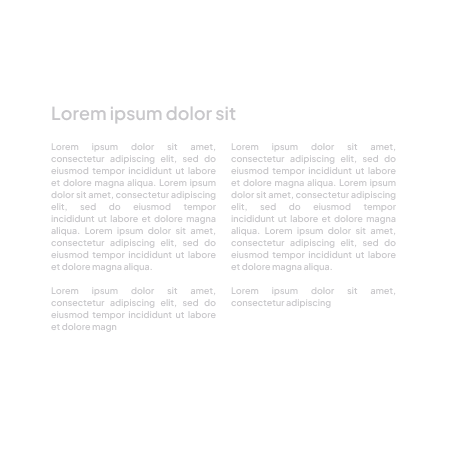 Lorem ipsum dolor sit
Lorem ipsum dolor sit amet,
consectetur adipiscing elit, sed do
eiusmod tempor incididunt ut labore
et dolore magna aliqua. Lorem ipsum
dolor sit amet, consectetur adipiscing
elit, sed do eiusmod tempor
incididunt ut labore et dolore magna
aliqua. Lorem ipsum dolor sit amet,
consectetur adipiscing elit, sed do
eiusmod tempor incididunt ut labore
et dolore magna aliqua.
Lorem ipsum dolor sit amet,
consectetur adipiscing elit, sed do
eiusmod tempor incididunt ut labore
et dolore magn
Lorem ipsum dolor sit amet,
consectetur adipiscing elit, sed do
eiusmod tempor incididunt ut labore
et dolore magna aliqua. Lorem ipsum
dolor sit amet, consectetur adipiscing
elit, sed do eiusmod tempor
incididunt ut labore et dolore magna
aliqua. Lorem ipsum dolor sit amet,
consectetur adipiscing elit, sed do
eiusmod tempor incididunt ut labore
et dolore magna aliqua.
Lorem ipsum dolor sit amet,
consectetur adipiscing